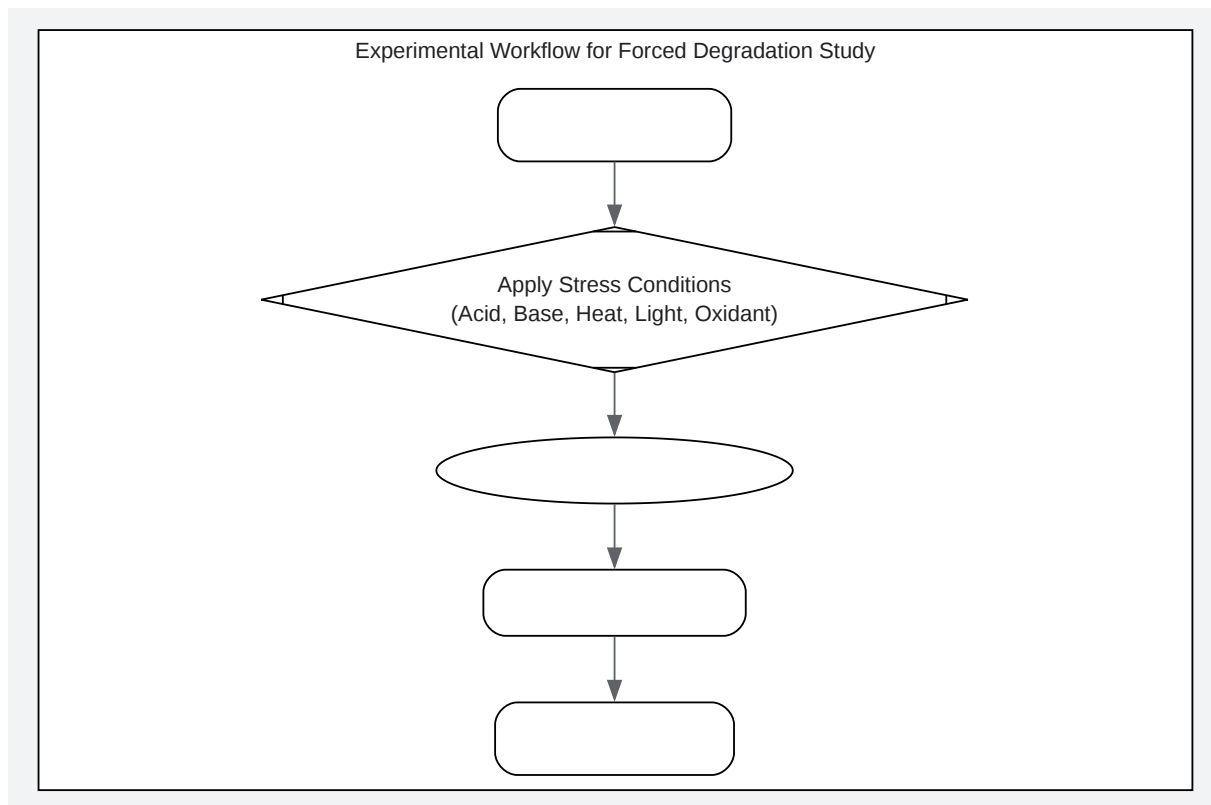 Experimental Workflow for Forced Degradation Study
Apply Stress Conditions
(Acid, Base, Heat, Light, Oxidant)